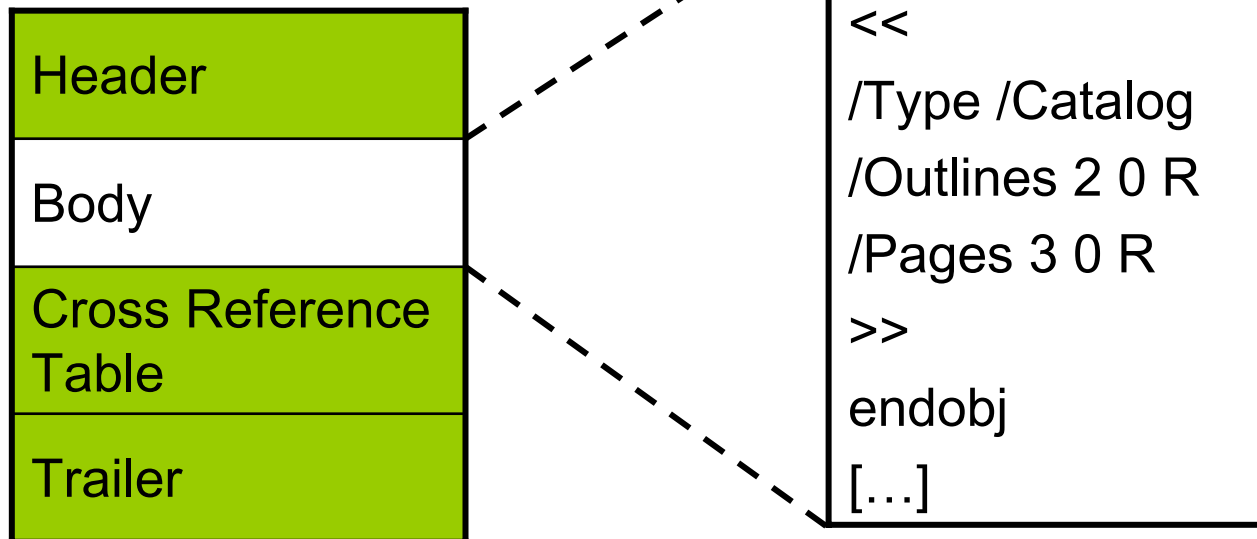 Header
Body
Cross Reference
Table
Trailer
<<
/Type /Catalog
/Outlines 2 0 R
/Pages 3 0 R
>>
endobj
[…]